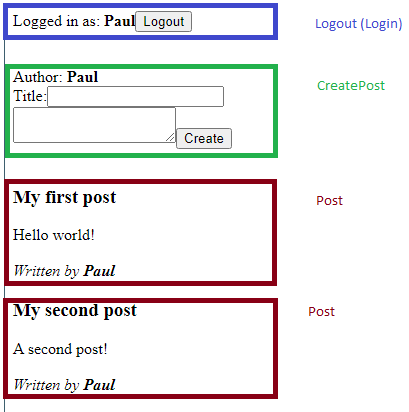 Logged in as: Paul Logout
Logout (Login)
Author: Paul
CreatePost
Title:
Create
My first post
Post
Hello world!
Written by Paul
My second post
Post
A second post!
Written by Paul